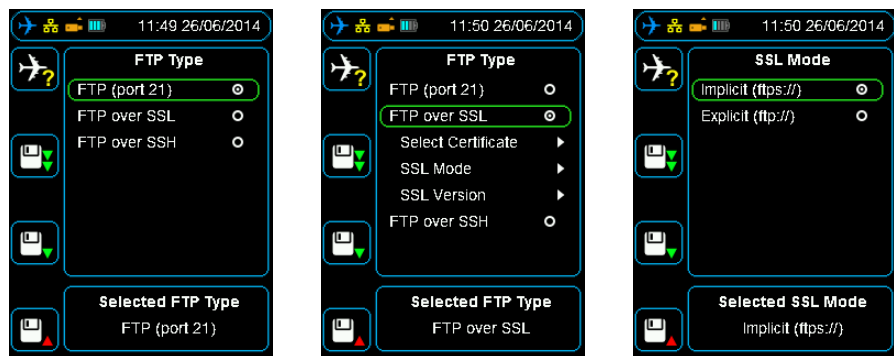 11:49 26/06/2014
FTP Type
FTP (port 21)
FTP over SSL
FTP over SSH
Selected FTP Type
FTP (port 21)
11:50 26/06/2014
FTP Type
FTP (port 21)
FTP over SSL
Select Certificate
SSL Mode
SSL Version
FTP over SSH
Selected FTP Type
FTP over SSL
11:50 26/06/2014
SSL Mode
Implicit (ftps://)
Explicit (ftp://)
Selected SSL Mode
Implicit (ftps://)